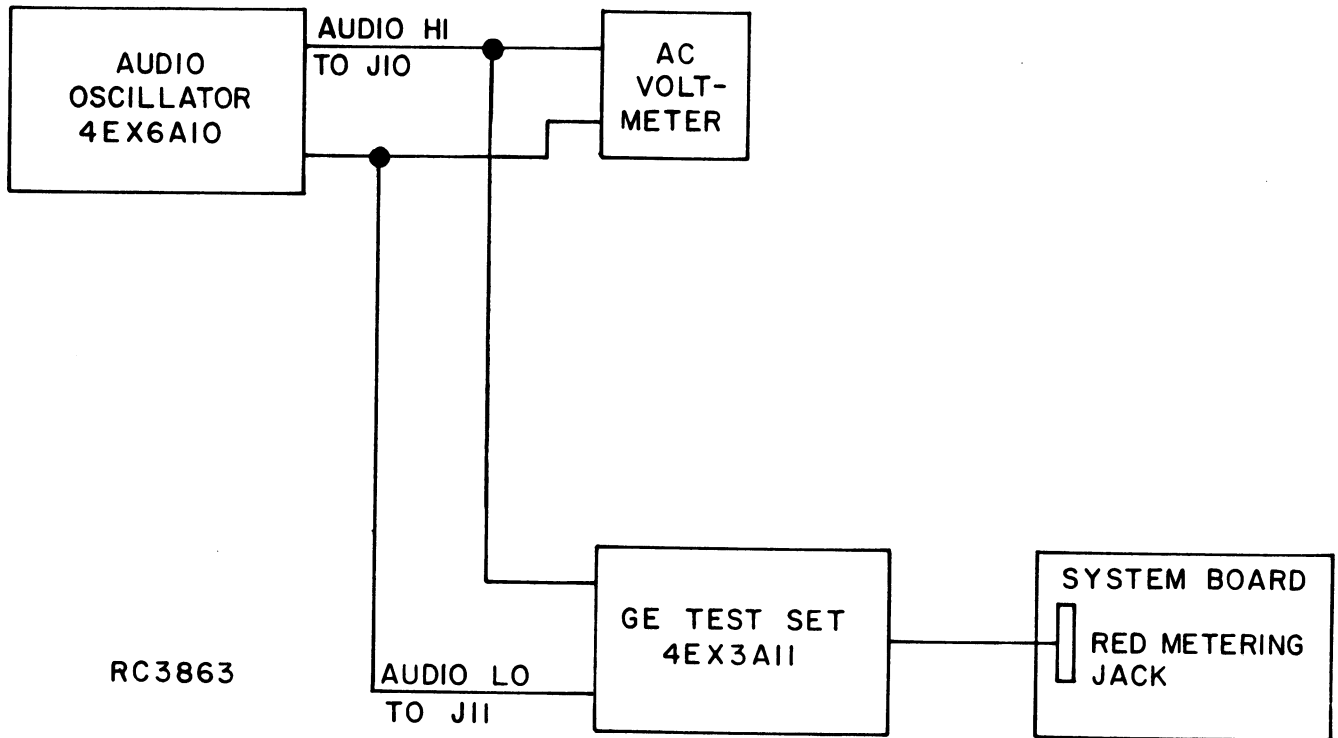 AUDIO
OSCILLATOR
4EX6A10
AUDIO HI
TO J10
AC
VOLT-
METER
GE TEST SET
4EX3A11
SYSTEM BOARD
RED METERING
JACK
AUDIO LO
TO J11
RC3863